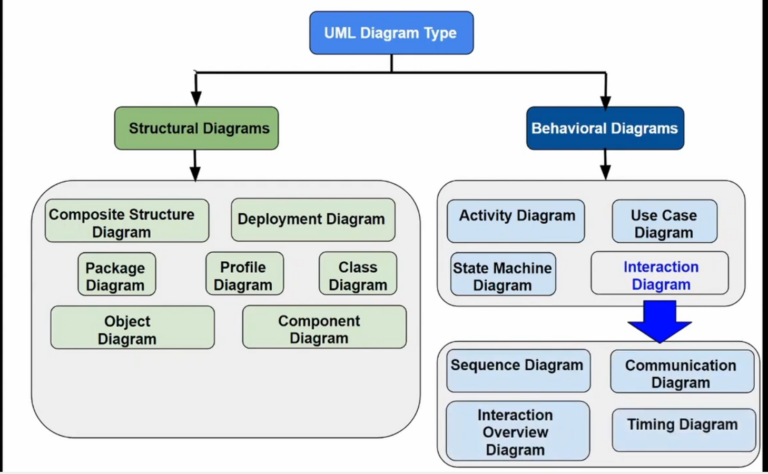 UML Diagram Type
Structural Diagrams
Behavioral Diagrams
Composite Structure
Diagram
Deployment Diagram
Package
Diagram
Profile
Diagram
Class
Diagram
Object
Diagram
Component
Diagram
Activity Diagram
Use Case
Diagram
State Machine
Diagram
Interaction
Diagram
Sequence Diagram
Communication
Diagram
Interaction
Overview
Diagram
Timing Diagram